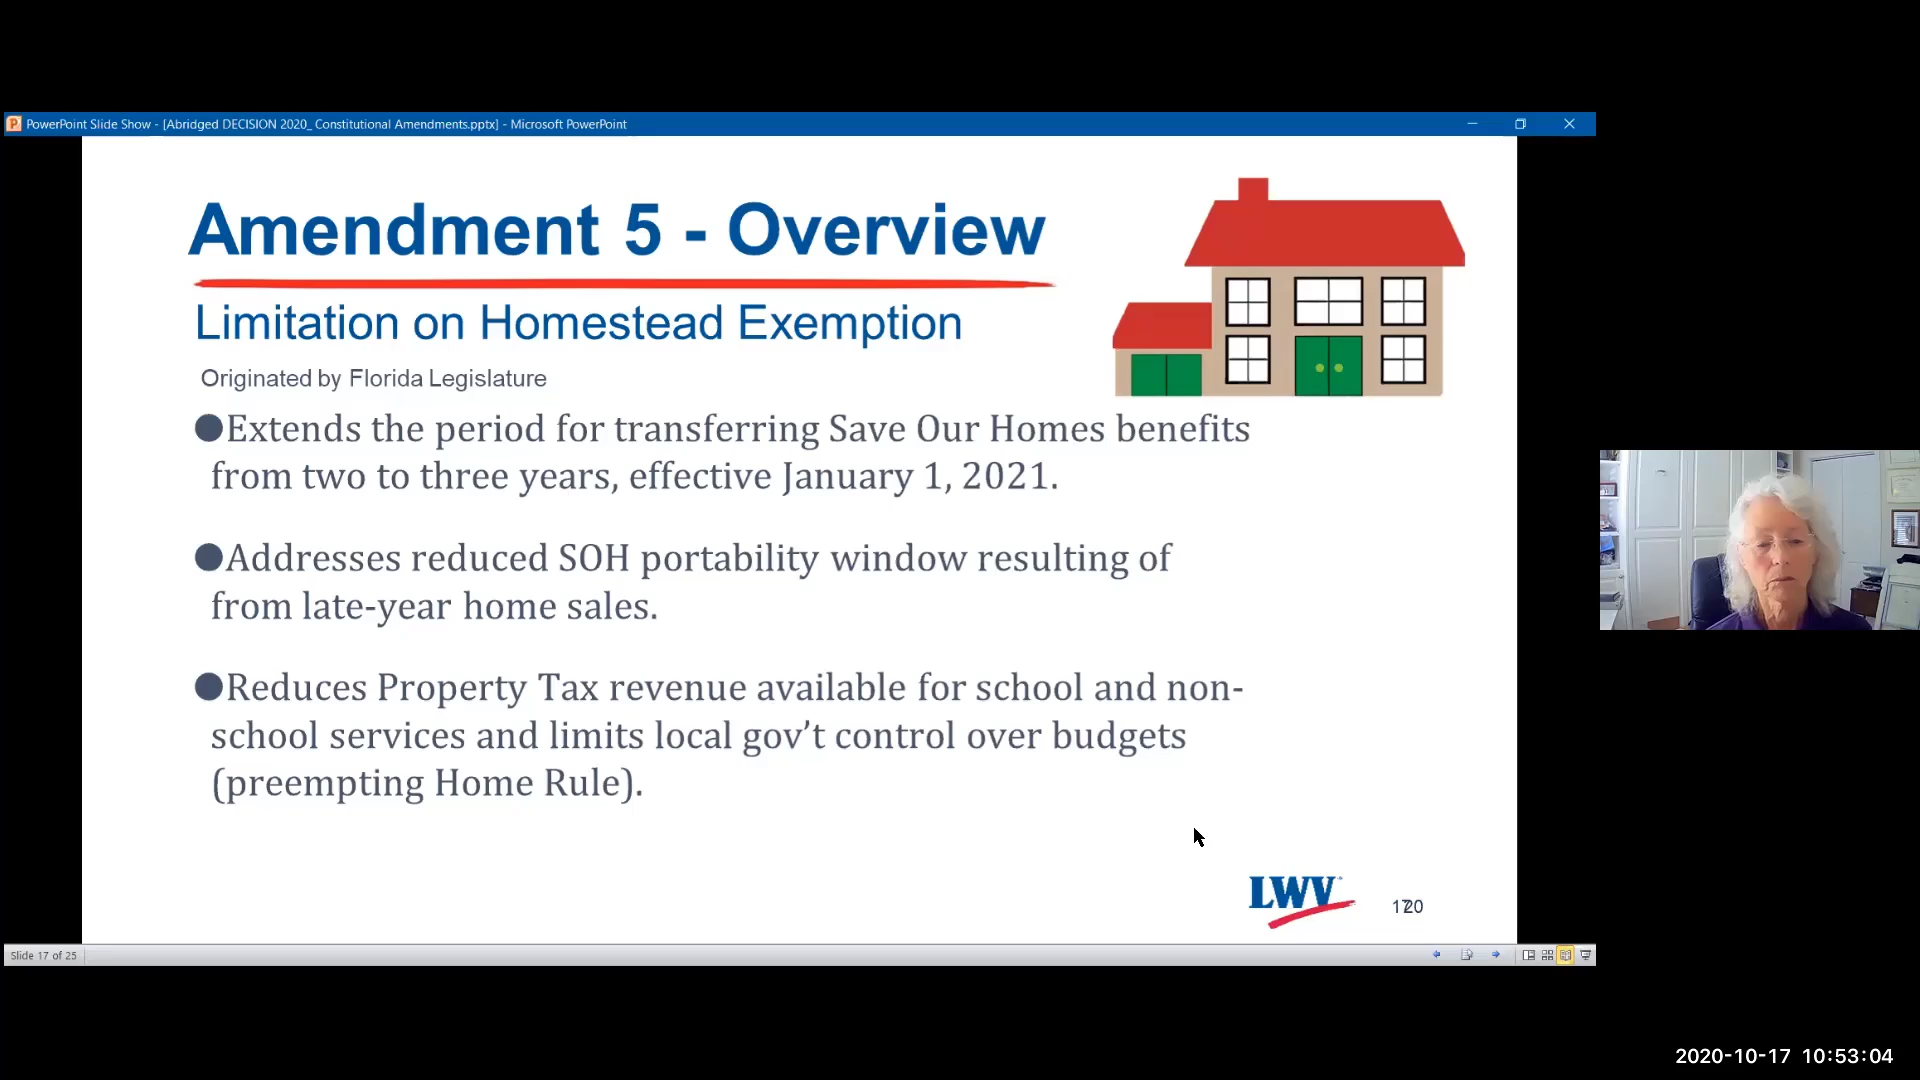 PowerPoint Slide Show - [Abridged DECISION 2020_ Constitutional Amendments.pptx] - Microsoft PowerPoint
Amendment 5 - Overview
Limitation on Homestead Exemption
Originated by Florida Legislature
●Extends the period for transferring Save Our Homes benefits
from two to three years, effective January 1, 2021.
●Addresses reduced SOH portability window resulting of
from late-year home sales.
●Reduces Property Tax revenue available for school and non-
school services and limits local gov't control over budgets
(preempting Home Rule).
LWV
Slide 17 of 25
2020-10-17 10:53:04